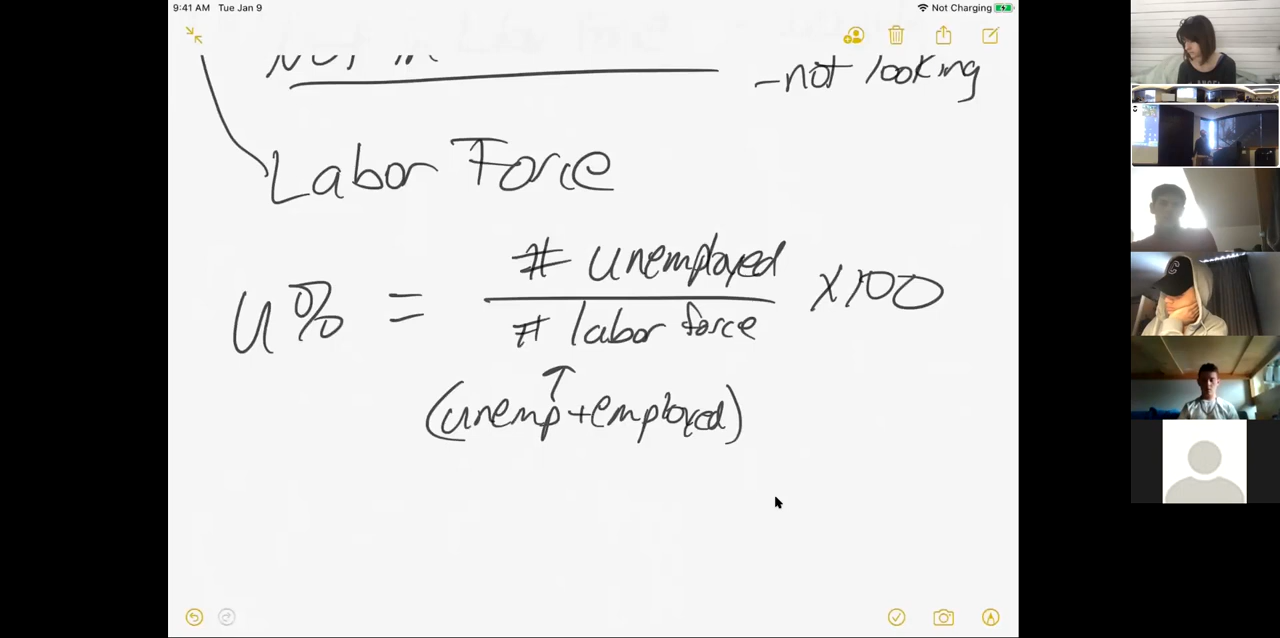 9:41 AM Tue Jan 9
Not Charging
-not looking
Labor Force
u% = # unemployed / # labor force x100
↑
(unemp+employed)